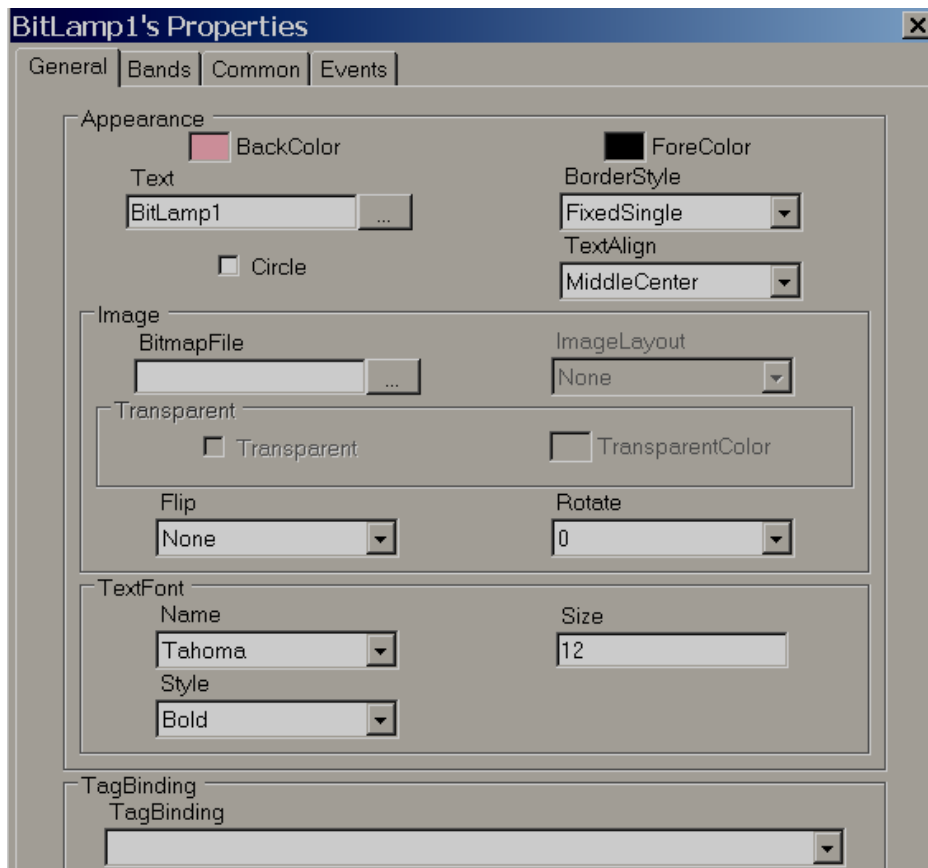 BitLamp1's Properties
General Bands Common Events
Appearance
BackColor ForeColor
Text BorderStyle
BitLamp1 ... FixedSingle
TextAlign
Circle MiddleCenter
Image
BitmapFile ImageLayout
... None
Transparent
Transparent TransparentColor
Flip Rotate
None 0
TextFont
Name Size
Tahoma 12
Style
Bold
TagBinding
TagBinding